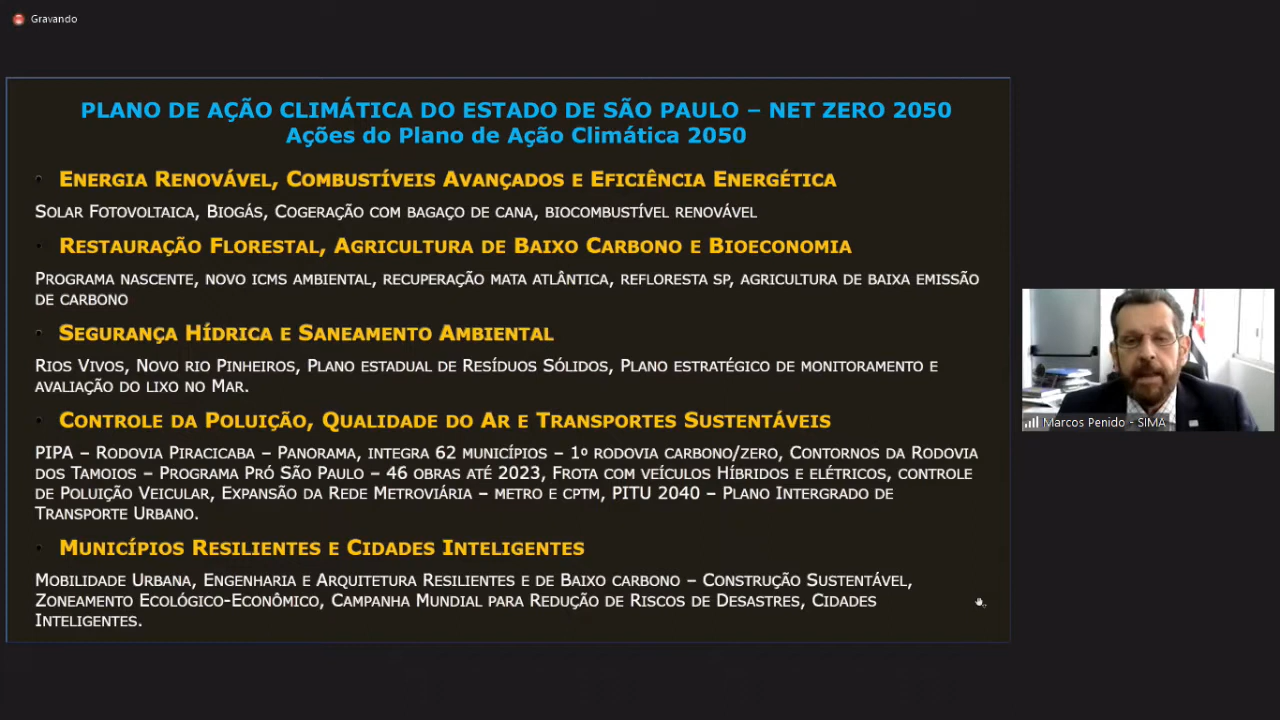 Gravando
PLANO DE AÇÃO CLIMÁTICA DO ESTADO DE SÃO PAULO – NET ZERO 2050
Ações do Plano de Ação Climática 2050
• ENERGIA RENOVÁVEL, COMBUSTÍVEIS AVANÇADOS E EFICIÊNCIA ENERGÉTICA
SOLAR FOTOVOLTAICA, BIOGÁS, COGERAÇÃO COM BAGAÇO DE CANA, BIOCOMBUSTÍVEL RENOVÁVEL
• RESTAURAÇÃO FLORESTAL, AGRICULTURA DE BAIXO CARBONO E BIOECONOMIA
PROGRAMA NASCENTE, NOVO ICMS AMBIENTAL, RECUPERAÇÃO MATA ATLÂNTICA, REFLORESTA SP, AGRICULTURA DE BAIXA EMISSÃO
DE CARBONO
• SEGURANÇA HÍDRICA E SANEAMENTO AMBIENTAL
RIOS VIVOS, NOVO RIO PINHEIROS, PLANO ESTADUAL DE RESÍDUOS SÓLIDOS, PLANO ESTRATÉGICO DE MONITORAMENTO E
AVALIAÇÃO DO LIXO NO MAR.
• CONTROLE DA POLUIÇÃO, QUALIDADE DO AR E TRANSPORTES SUSTENTÁVEIS
PIPA – RODOVIA PIRACICABA – PANORAMA, INTEGRA 62 MUNICÍPIOS – 1º RODOVIA CARBONO/ZERO, CONTORNOS DA RODOVIA
DOS TAMOIOS – PROGRAMA PRÓ SÃO PAULO – 46 OBRAS ATÉ 2023, FROTA COM VEÍCULOS HÍBRIDOS E ELÉTRICOS, CONTROLE
DE POLUIÇÃO VEICULAR, EXPANSÃO DA REDE METROVIÁRIA – METRO E CPTM, PITU 2040 – PLANO INTERGRADO DE
TRANSPORTE URBANO.
• MUNICÍPIOS RESILIENTES E CIDADES INTELIGENTES
MOBILIDADE URBANA, ENGENHARIA E ARQUITETURA RESILIENTES E DE BAIXO CARBONO – CONSTRUÇÃO SUSTENTÁVEL,
ZONEAMENTO ECOLÓGICO-ECONÔMICO, CAMPANHA MUNDIAL PARA REDUÇÃO DE RISCOS DE DESASTRES, CIDADES
INTELIGENTES.
Marcos Penido - SIMA